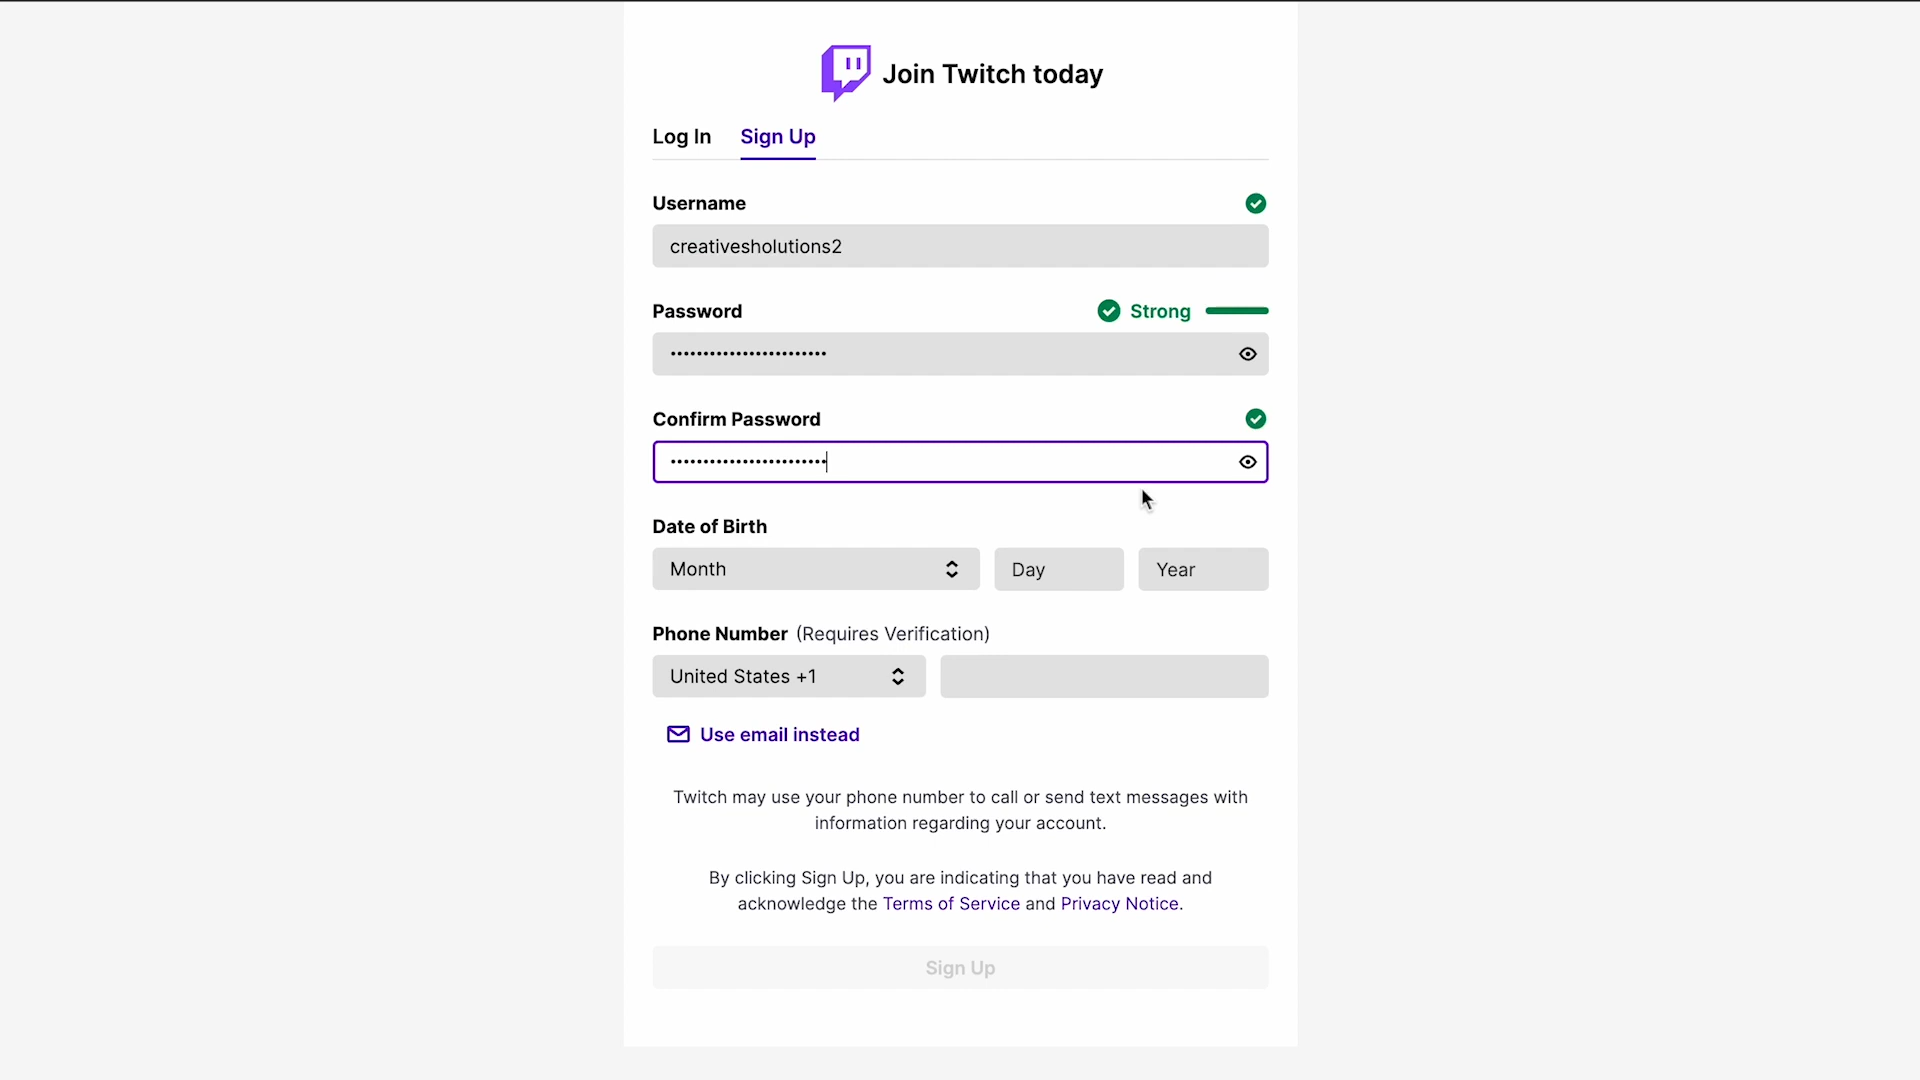 Join Twitch today
Log In Sign Up
Username
creativesholutions2
Password Strong
••••••••••••••••••••••••
Confirm Password
••••••••••••••••••••••••
Date of Birth
Month Day Year
Phone Number (Requires Verification)
United States +1
Use email instead
Twitch may use your phone number to call or send text messages with
information regarding your account.
By clicking Sign Up, you are indicating that you have read and
acknowledge the Terms of Service and Privacy Notice.
Sign Up